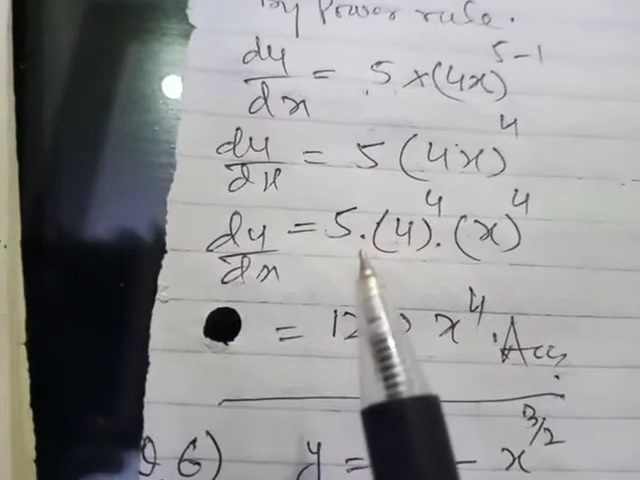 By Power rule.
dy/dx = 5 x (4x)^5-1
dy/dx = 5 (4x)^4
dy/dx = 5. (4)^4. (x)^4
= 12 x^4 .
Q 6) y = - x^3/2